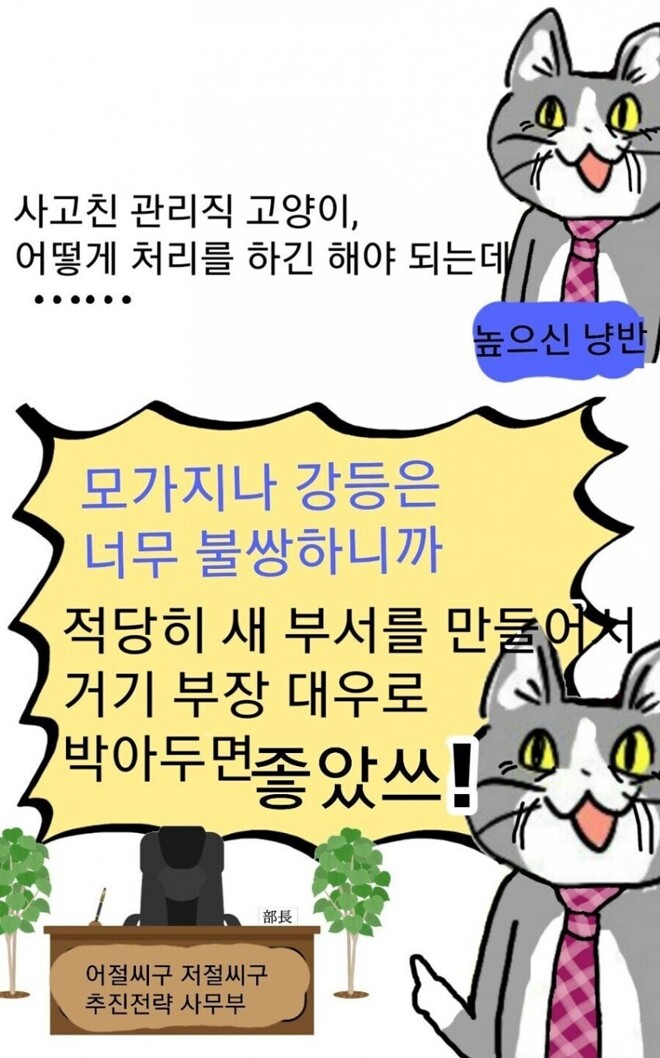 사고친 관리직 고양이,
어떻게 처리를 하긴 해야 되는데
......
높으신 냥반
모가지나 강등은
너무 불쌍하니까
적당히 새 부서를 만들어서
거기 부장 대우로
박아두면 좋았쓰!
部長
어절씨구 저절씨구
추진전략 사무부